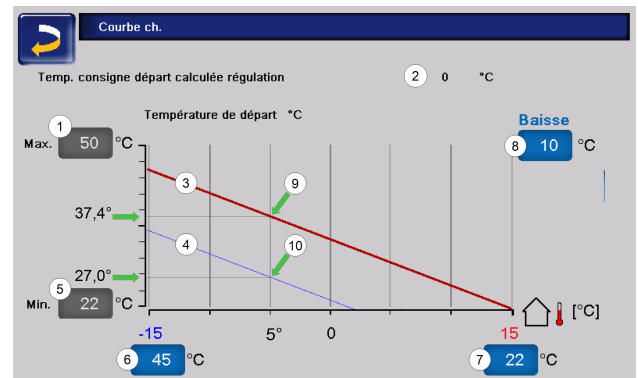 Courbe ch.
Temp. consigne départ calculée régulation 2 0 °C
Température de départ °C
Baisse
1
Max. 50 °C
8 10 °C
3 9
37,4°
4 10
27,0°
5
Min. 22 °C
[°C]
-15 5° 0 15
6 45 °C 7 22 °C